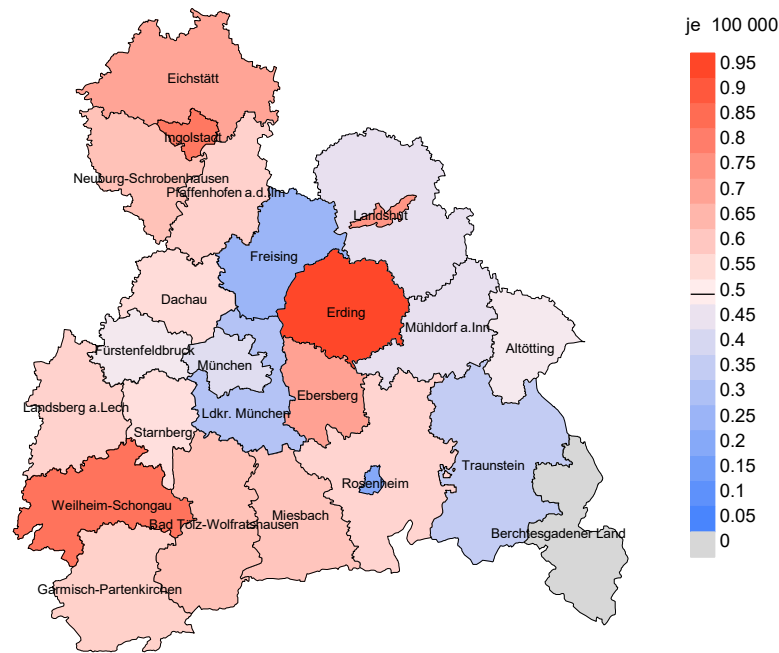 je 100 000
0.95
0.9
0.85
0.8
0.75
0.7
0.65
0.6
0.55
0.5
0.45
0.4
0.35
0.3
0.25
0.2
0.15
0.1
0.05
0
Eichstätt
Ingolstadt
Neuburg-Schrobenhausen
Pfaffenhofen a.d.Ilm
Landshut
Freising
Dachau
Erding
Mühldorf a.Inn
Altötting
Fürstenfeldbruck
München
Ebersberg
Landsberg a.Lech
Ldkr. München
Starnberg
Traunstein
Rosenheim
Weilheim-Schongau
Miesbach
Bad Tölz-Wolfratshausen
Berchtesgadener Land
Garmisch-Partenkirchen